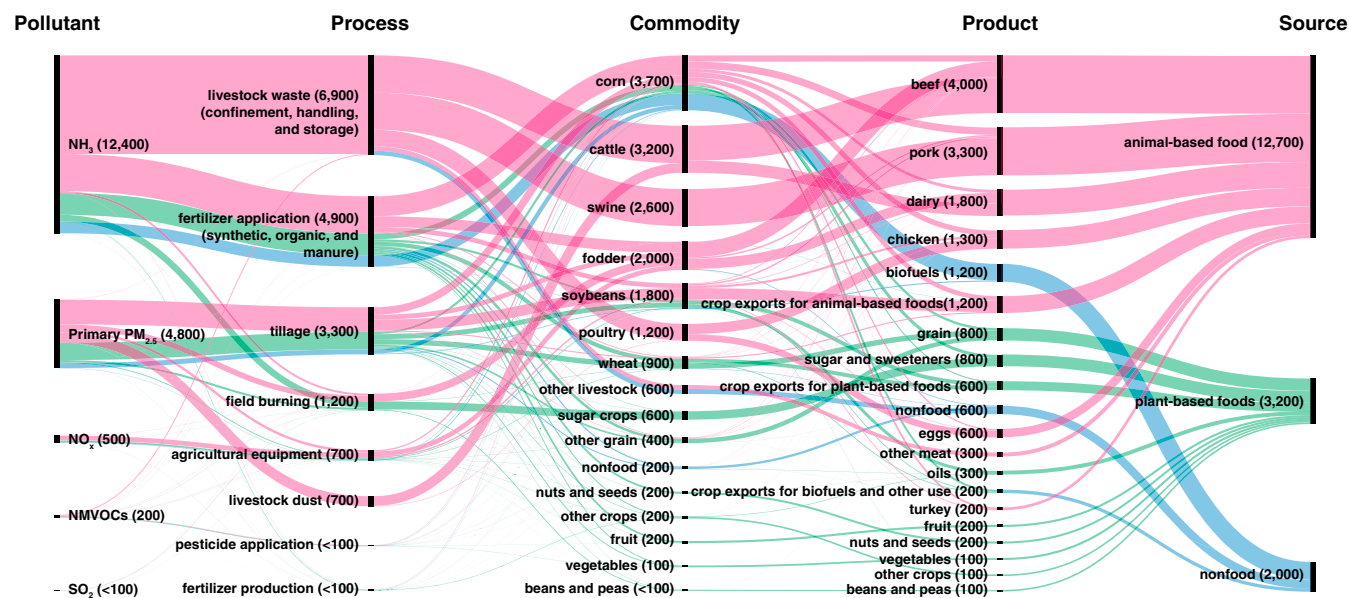 Pollutant
Process
Commodity
Product
Source
NH3 (12,400)
Primary PM2.5 (4,800)
NOx (500)
NMVOCs (200)
SO2 (<100)
livestock waste (6,900)
(confinement, handling,
and storage)
fertilizer application (4,900)
(synthetic, organic, and
manure)
tillage (3,300)
field burning (1,200)
agricultural equipment (700)
livestock dust (700)
pesticide application (<100)
fertilizer production (<100)
corn (3,700)
cattle (3,200)
swine (2,600)
fodder (2,000)
soybeans (1,800)
poultry (1,200)
wheat (900)
other livestock (600)
sugar crops (600)
other grain (400)
nonfood (200)
nuts and seeds (200)
other crops (200)
fruit (200)
vegetables (100)
beans and peas (<100)
beef (4,000)
pork (3,300)
dairy (1,800)
chicken (1,300)
biofuels (1,200)
crop exports for animal-based foods(1,200)
grain (800)
sugar and sweeteners (800)
crop exports for plant-based foods (600)
nonfood (600)
eggs (600)
other meat (300)
oils (300)
crop exports for biofuels and other use (200)
turkey (200)
fruit (200)
nuts and seeds (200)
vegetables (100)
other crops (100)
beans and peas (100)
animal-based food (12,700)
plant-based foods (3,200)
nonfood (2,000)